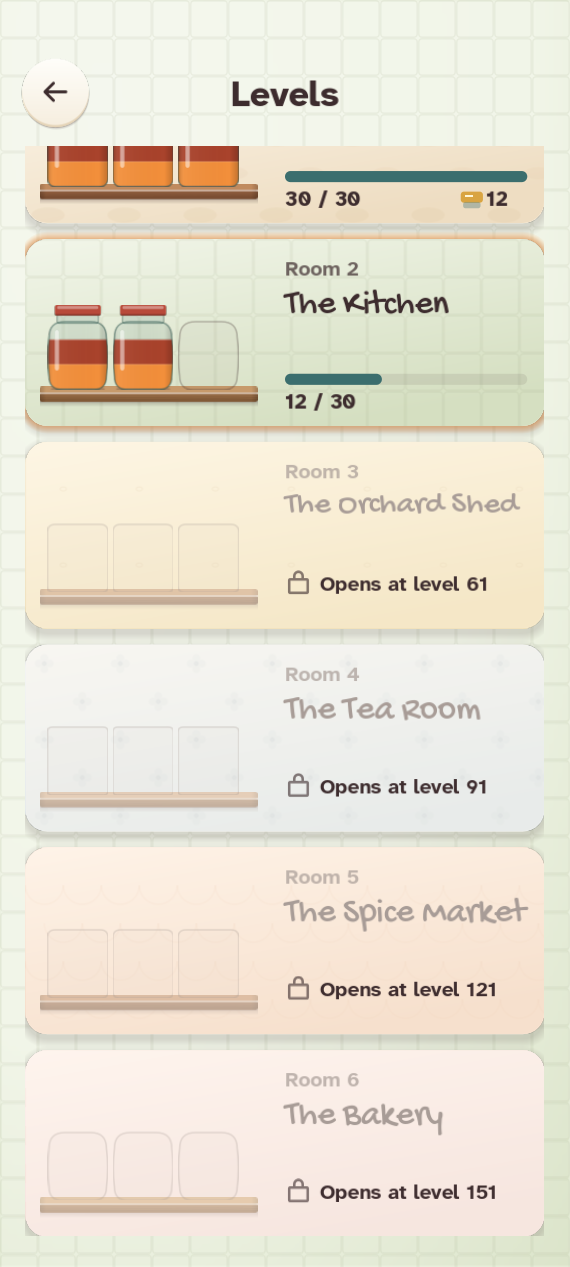 Levels
30 / 30
12
Room 2
The Kitchen
12 / 30
Room 3
The Orchard Shed
Opens at level 61
Room 4
The Tea Room
Opens at level 91
Room 5
The Spice Market
Opens at level 121
Room 6
The Bakery
Opens at level 151